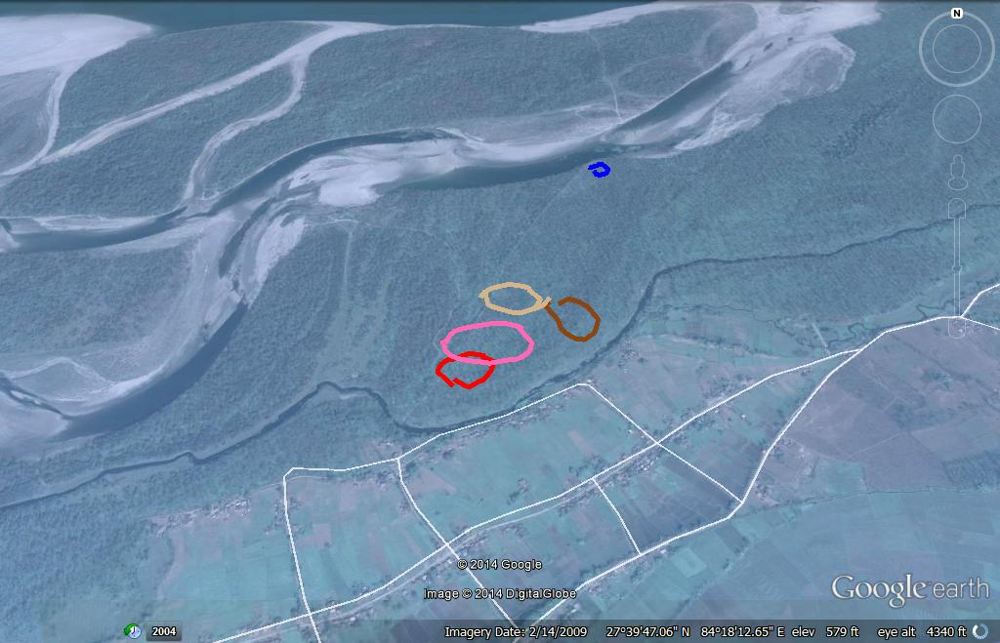 N
© 2014 Google
Image © 2014 DigitalGlobe
Google earth
2004
Imagery Date: 2/14/2009 27°39'47.06" N 84°18'12.65" E elev 579 ft eye alt 4340 ft